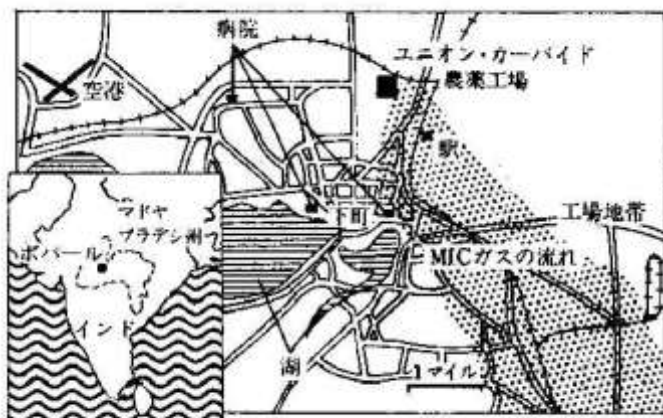 病院
ユニオン・カーバイド
農薬工場
空港
駅
マドヤ
プラデシ洲
ボパール
下町
工場地帯
MICガスの流れ
インド
湖
1マイル